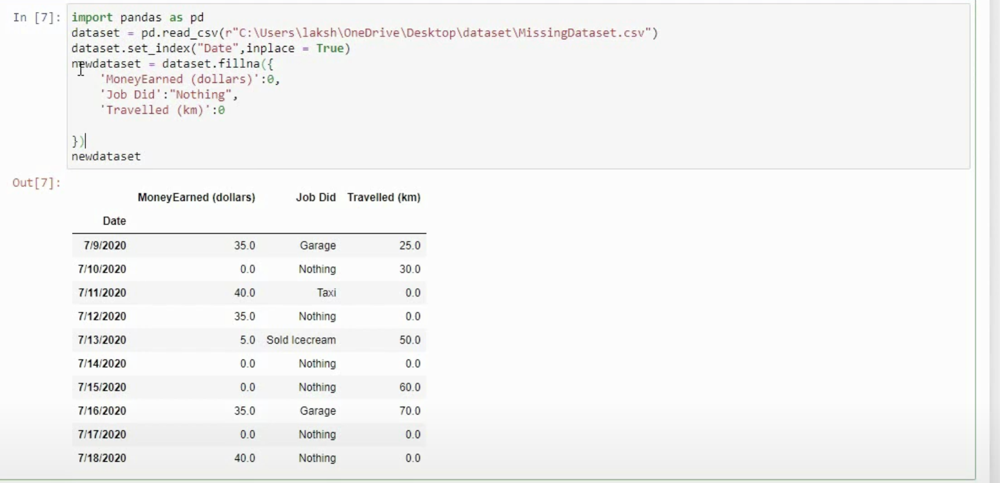 In [7]: import pandas as pd
dataset = pd.read_csv(r"C:\Users\laksh\OneDrive\Desktop\dataset\MissingDataset.csv")
dataset.set_index("Date",inplace = True)
newdataset = dataset.fillna({
    'MoneyEarned (dollars)':0,
    'Job Did':"Nothing",
    'Travelled (km)':0
})
newdataset
Out[7]:
MoneyEarned (dollars) Job Did Travelled (km)
Date
7/9/2020 35.0 Garage 25.0
7/10/2020 0.0 Nothing 30.0
7/11/2020 40.0 Taxi 0.0
7/12/2020 35.0 Nothing 0.0
7/13/2020 5.0 Sold Icecream 50.0
7/14/2020 0.0 Nothing 0.0
7/15/2020 0.0 Nothing 60.0
7/16/2020 35.0 Garage 70.0
7/17/2020 0.0 Nothing 0.0
7/18/2020 40.0 Nothing 0.0